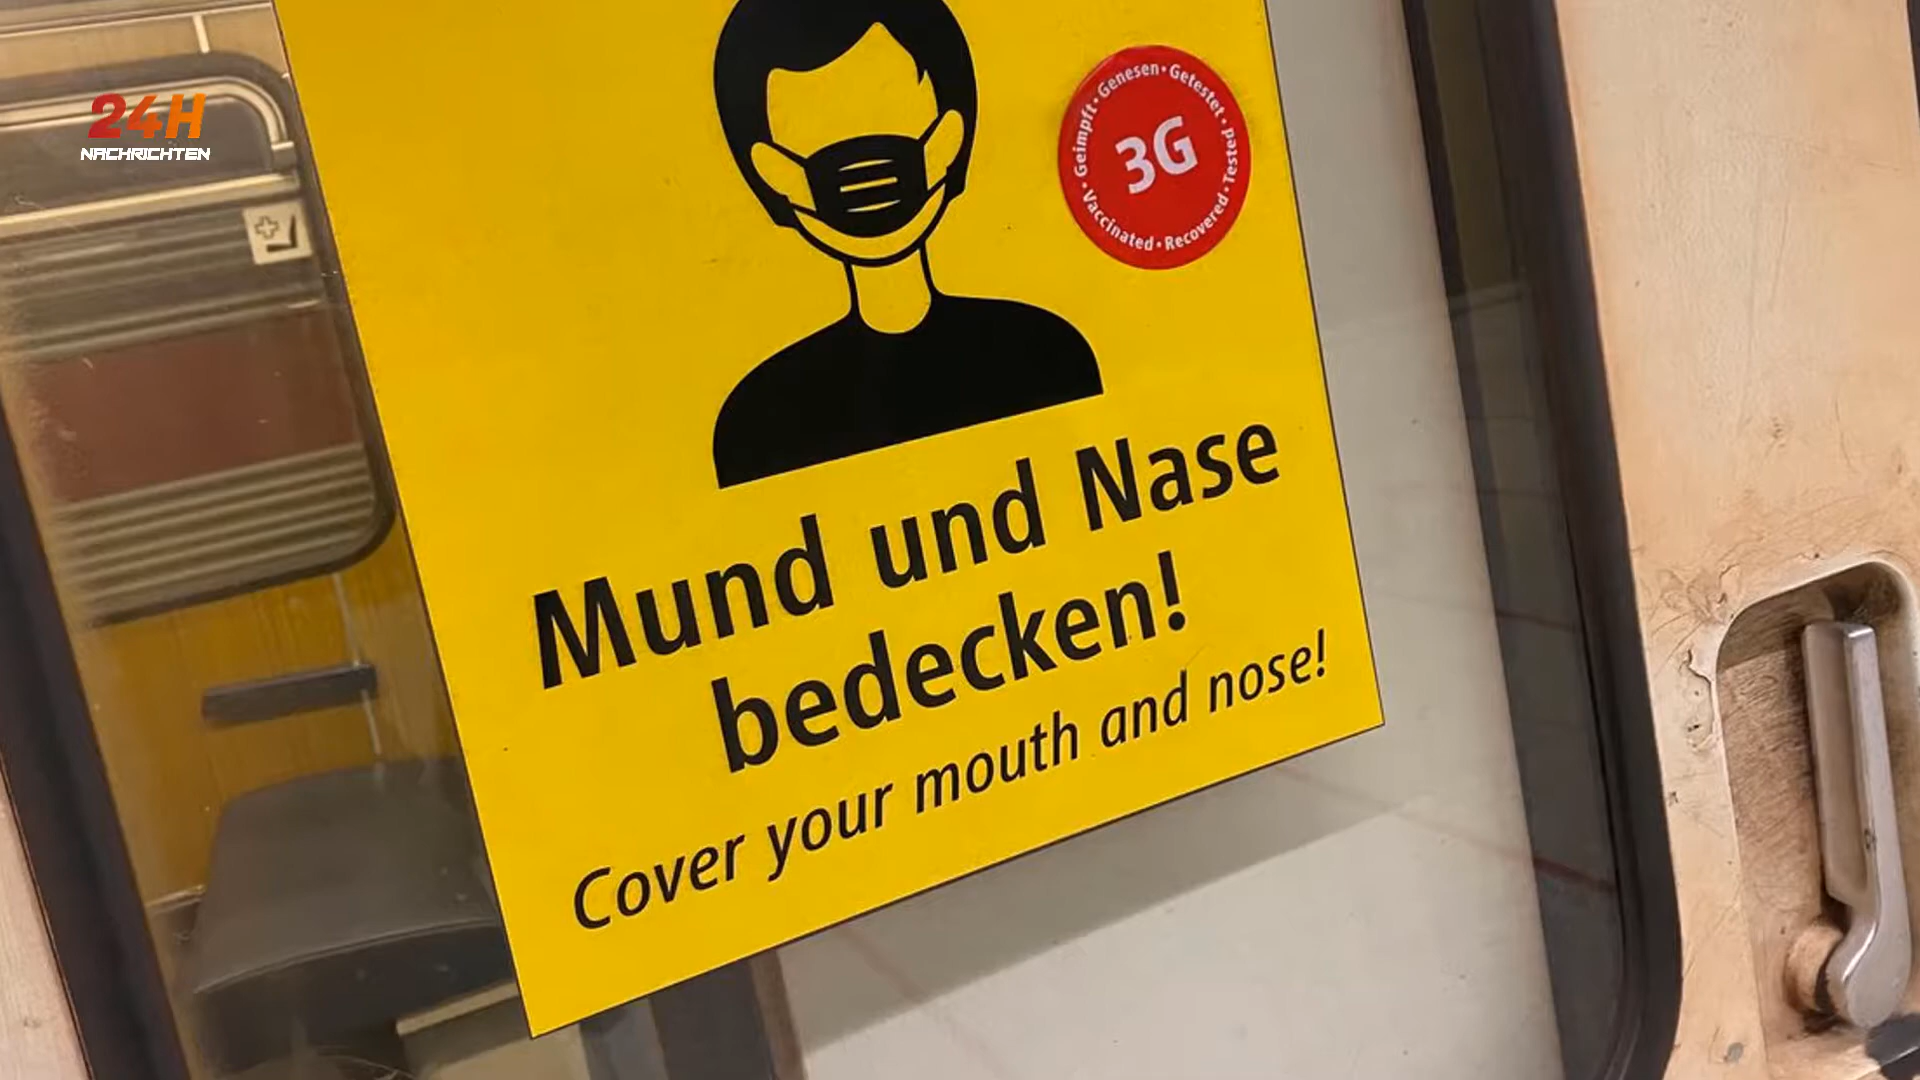 24H
NACHRICHTEN
• Geimpft • Genesen • Getestet
3G
• Vaccinated • Recovered • Tested
Mund und Nase
bedecken!
Cover your mouth and nose!